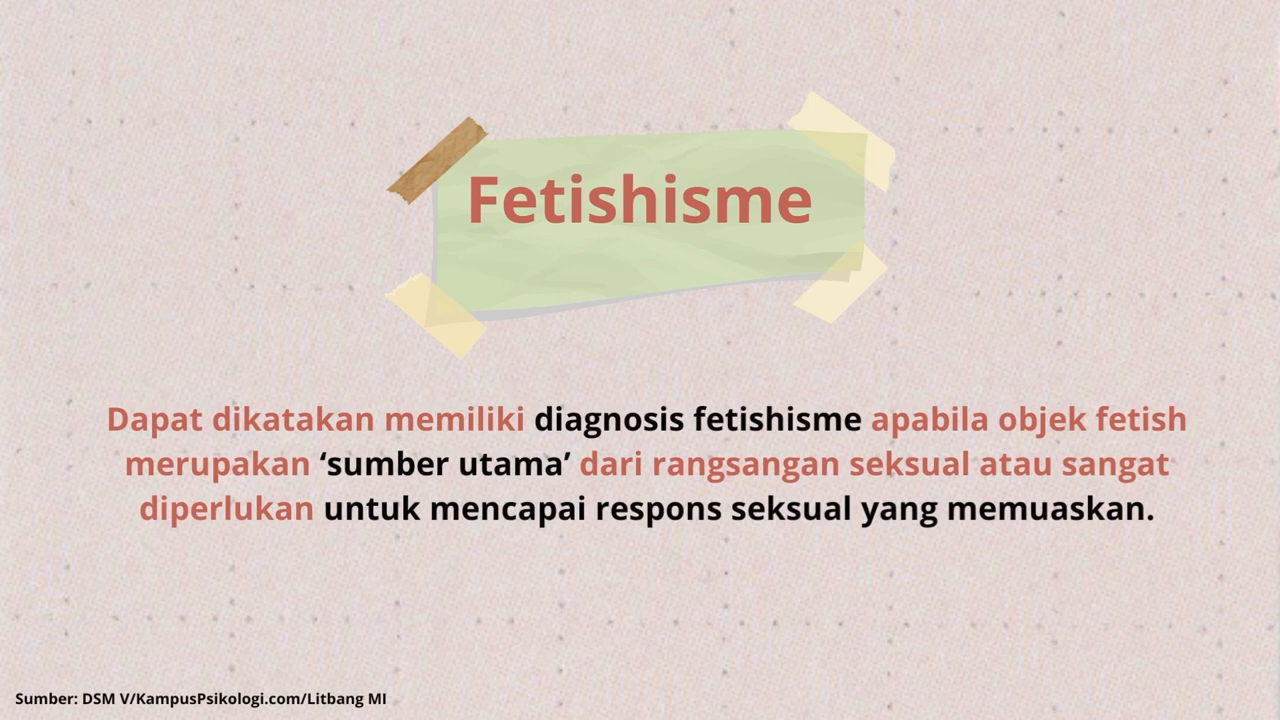 Fetishisme
Dapat dikatakan memiliki diagnosis fetishisme apabila objek fetish
merupakan ‘sumber utama’ dari rangsangan seksual atau sangat
diperlukan untuk mencapai respons seksual yang memuaskan.
Sumber: DSM V/KampusPsikologi.com/Litbang MI